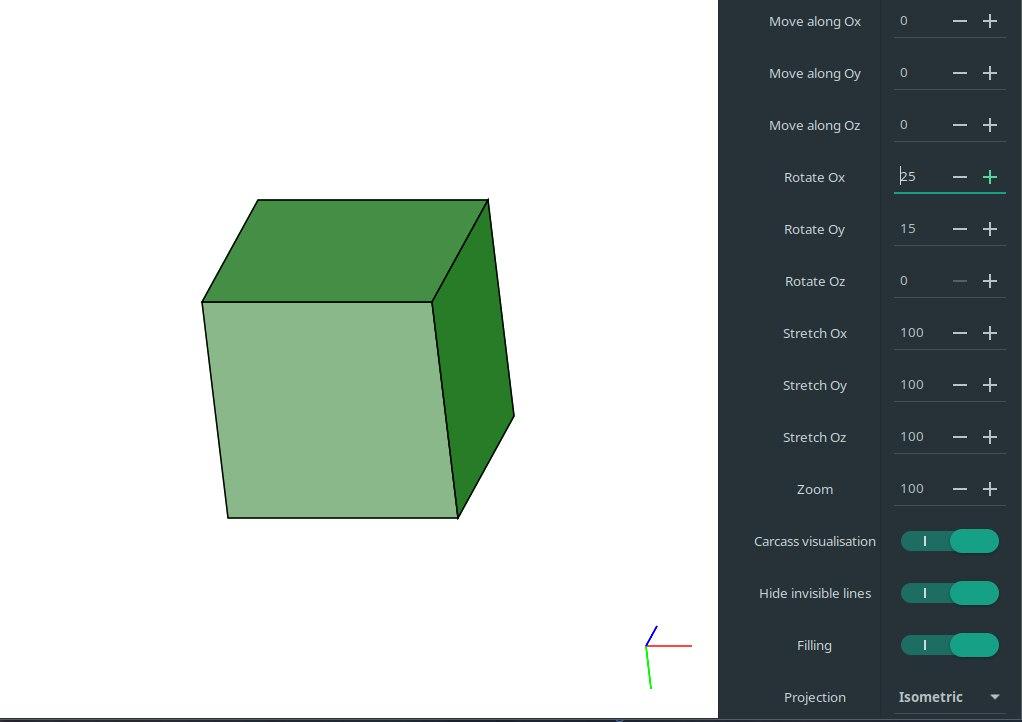 Move along Ox 0
Move along Oy 0
Move along Oz 0
Rotate Ox 25
Rotate Oy 15
Rotate Oz 0
Stretch Ox 100
Stretch Oy 100
Stretch Oz 100
Zoom 100
Carcass visualisation
Hide invisible lines
Filling
Projection Isometric